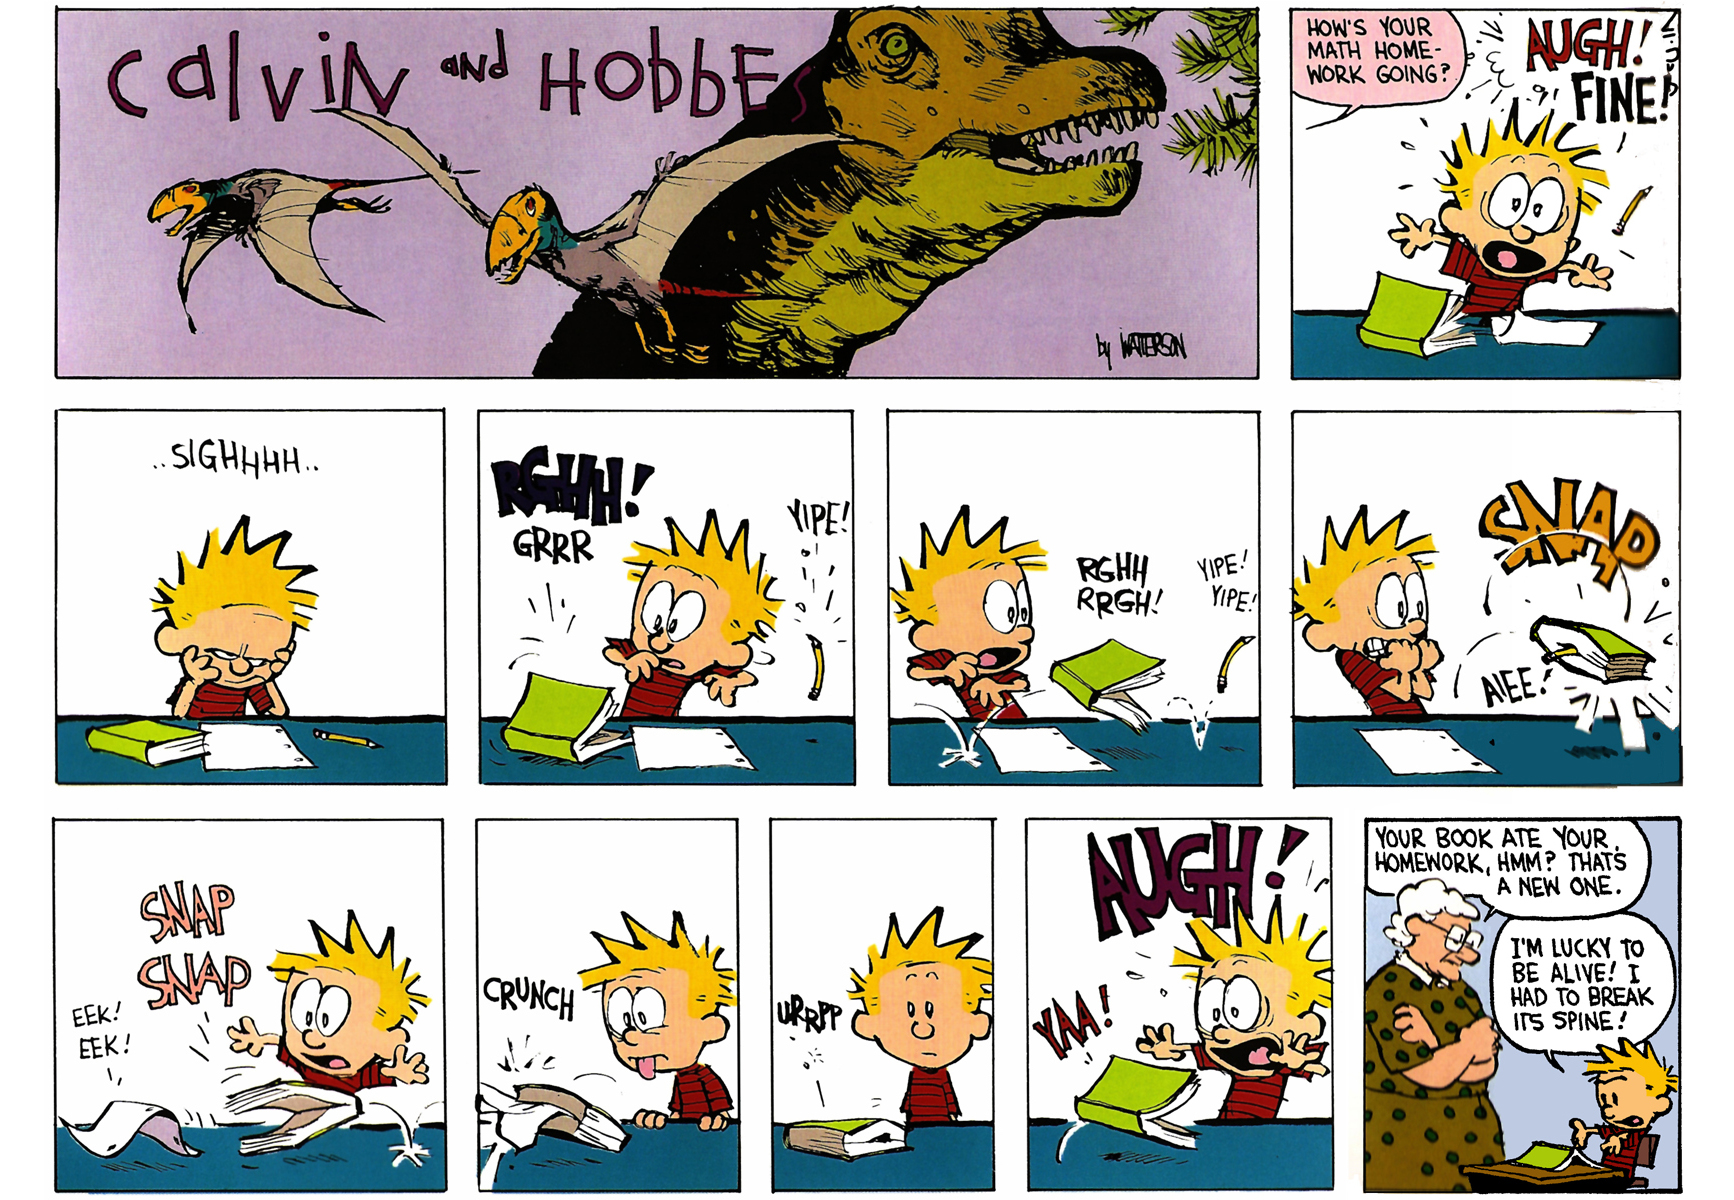 CALVIN and HOBBES
by WATTERSON
HOW'S YOUR
MATH HOME-
WORK GOING?
AUGH!
FINE!
..SIGHHHH..
RGHH!
GRRR
YIPE!
RGHH
RRGH!
YIPE!
YIPE!
SNAP
AIEE!
SNAP
SNAP
EEK!
EEK!
CRUNCH
URRPP
AUGH!
YAA!
YOUR BOOK ATE YOUR
HOMEWORK, HMM? THAT'S
A NEW ONE.
I'M LUCKY TO
BE ALIVE! I
HAD TO BREAK
ITS SPINE!